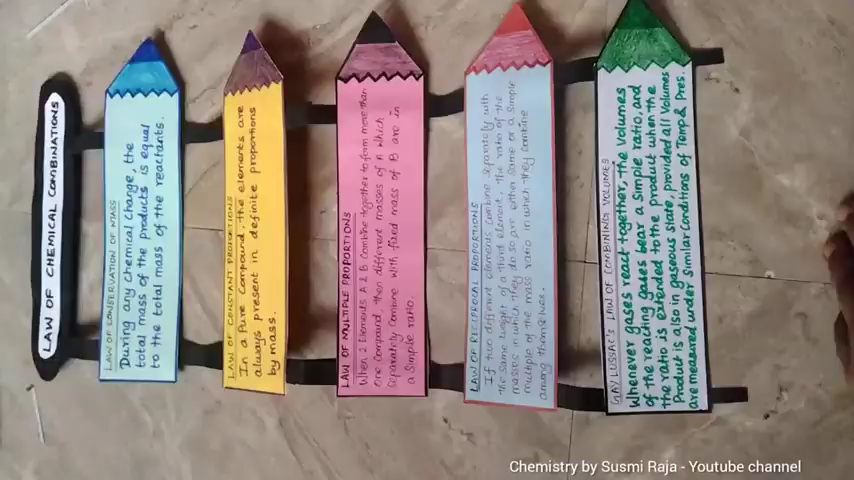 LAW OF CHEMICAL COMBINATIONS
LAW OF CONSERVATION OF MASS
During any chemical change, the
total mass of the products is equal
to the total mass of the reactants.
LAW OF CONSTANT PROPORTIONS
In a Pure Compound, the elements are
always present in definite proportions
by mass.
LAW OF MULTIPLE PROPORTIONS
When 2 Elements A & B Combine together to form more than
one Compound, then different masses of A which
Separately Combine with fixed mass of B are in
a Simple ratio.
LAW OF RECIPROCAL PROPORTIONS
If two different elements combine separately with
the same weight of a third element, the ratio of the
masses in which they do so are either same or a simple
multiple of the mass ratio in which they combine
among themselves.
GAY LUSSAC'S LAW OF COMBINING VOLUMES
Whenever gases react together, the Volumes
of the reacting gases bear a Simple ratio, and
the ratio is extended to the product when the
Product is also in gaseous state, provided all Volumes
are measured under Similar Conditions of Temp & Pres.
Chemistry by Susmi Raja - Youtube channel